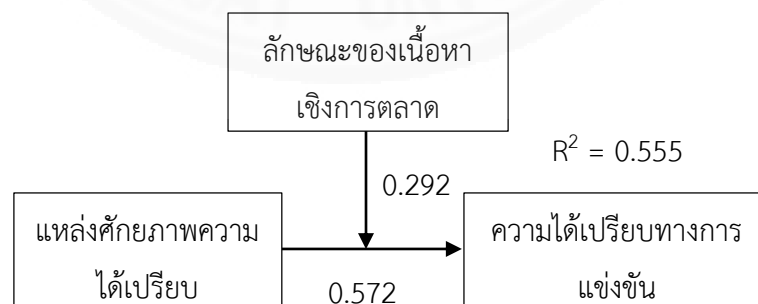 ลักษณะของเนื้อหา
เชิงการตลาด
R² = 0.555
0.292
แหล่งศักยภาพความ
ได้เปรียบ
0.572
ความได้เปรียบทางการ
แข่งขัน